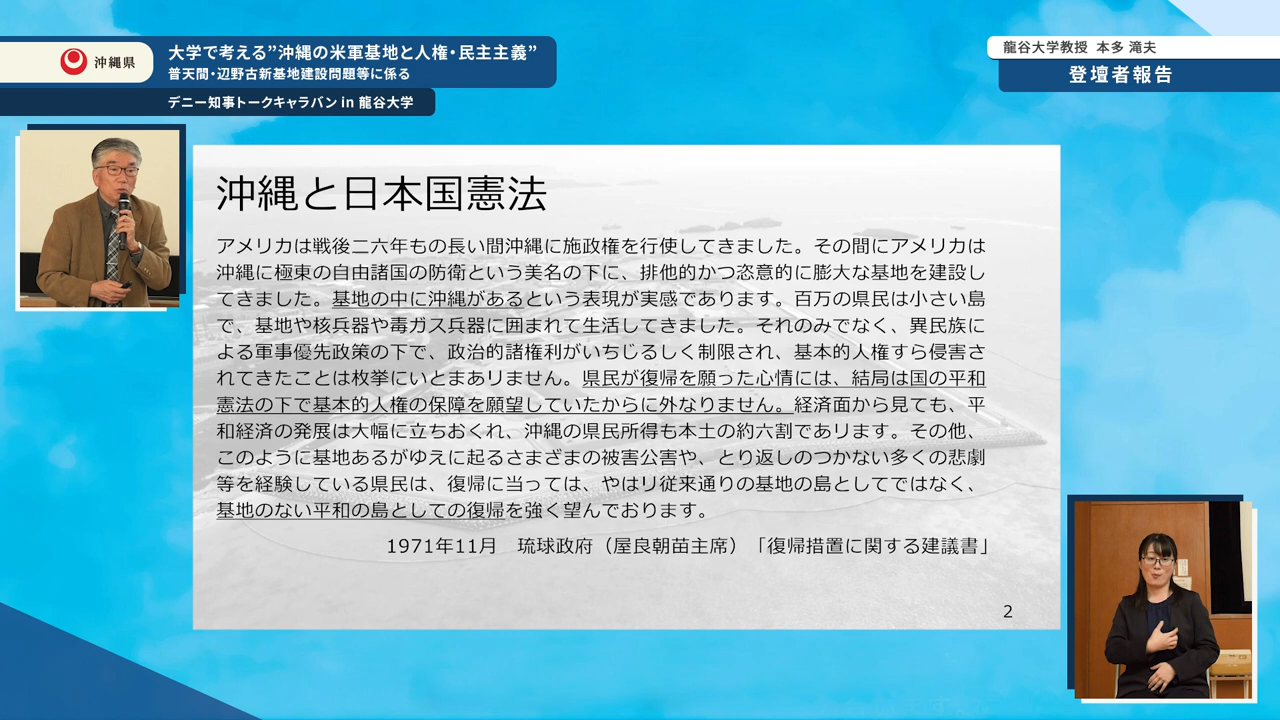 沖縄県
大学で考える”沖縄の米軍基地と人権・民主主義”
普天間・辺野古新基地建設問題等に係る
デニー知事トークキャラバン in 龍谷大学
龍谷大学教授 本多 滝夫
登壇者報告
沖縄と日本国憲法
アメリカは戦後二六年もの長い間沖縄に施政権を行使してきました。その間にアメリカは
沖縄に極東の自由諸国の防衛という美名の下に、排他的かつ恣意的に膨大な基地を建設し
てきました。基地の中に沖縄があるという表現が実感であります。百万の県民は小さい島
で、基地や核兵器や毒ガス兵器に囲まれて生活してきました。それのみでなく、異民族に
よる軍事優先政策の下で、政治的諸権利がいちじるしく制限され、基本的人権すら侵害さ
れてきたことは枚挙にいとまあリません。県民が復帰を願った心情には、結局は国の平和
憲法の下で基本的人権の保障を願望していたからに外なりません。経済面から見ても、平
和経済の発展は大幅に立ちおくれ、沖縄の県民所得も本土の約六割であリます。その他、
このように基地あるがゆえに起るさまざまの被害公害や、とり返しのつかない多くの悲劇
等を経験している県民は、復帰に当っては、やはリ従来通りの基地の島としてではなく、
基地のない平和の島としての復帰を強く望んでおります。
1971年11月 琉球政府（屋良朝苗主席）「復帰措置に関する建議書」
2